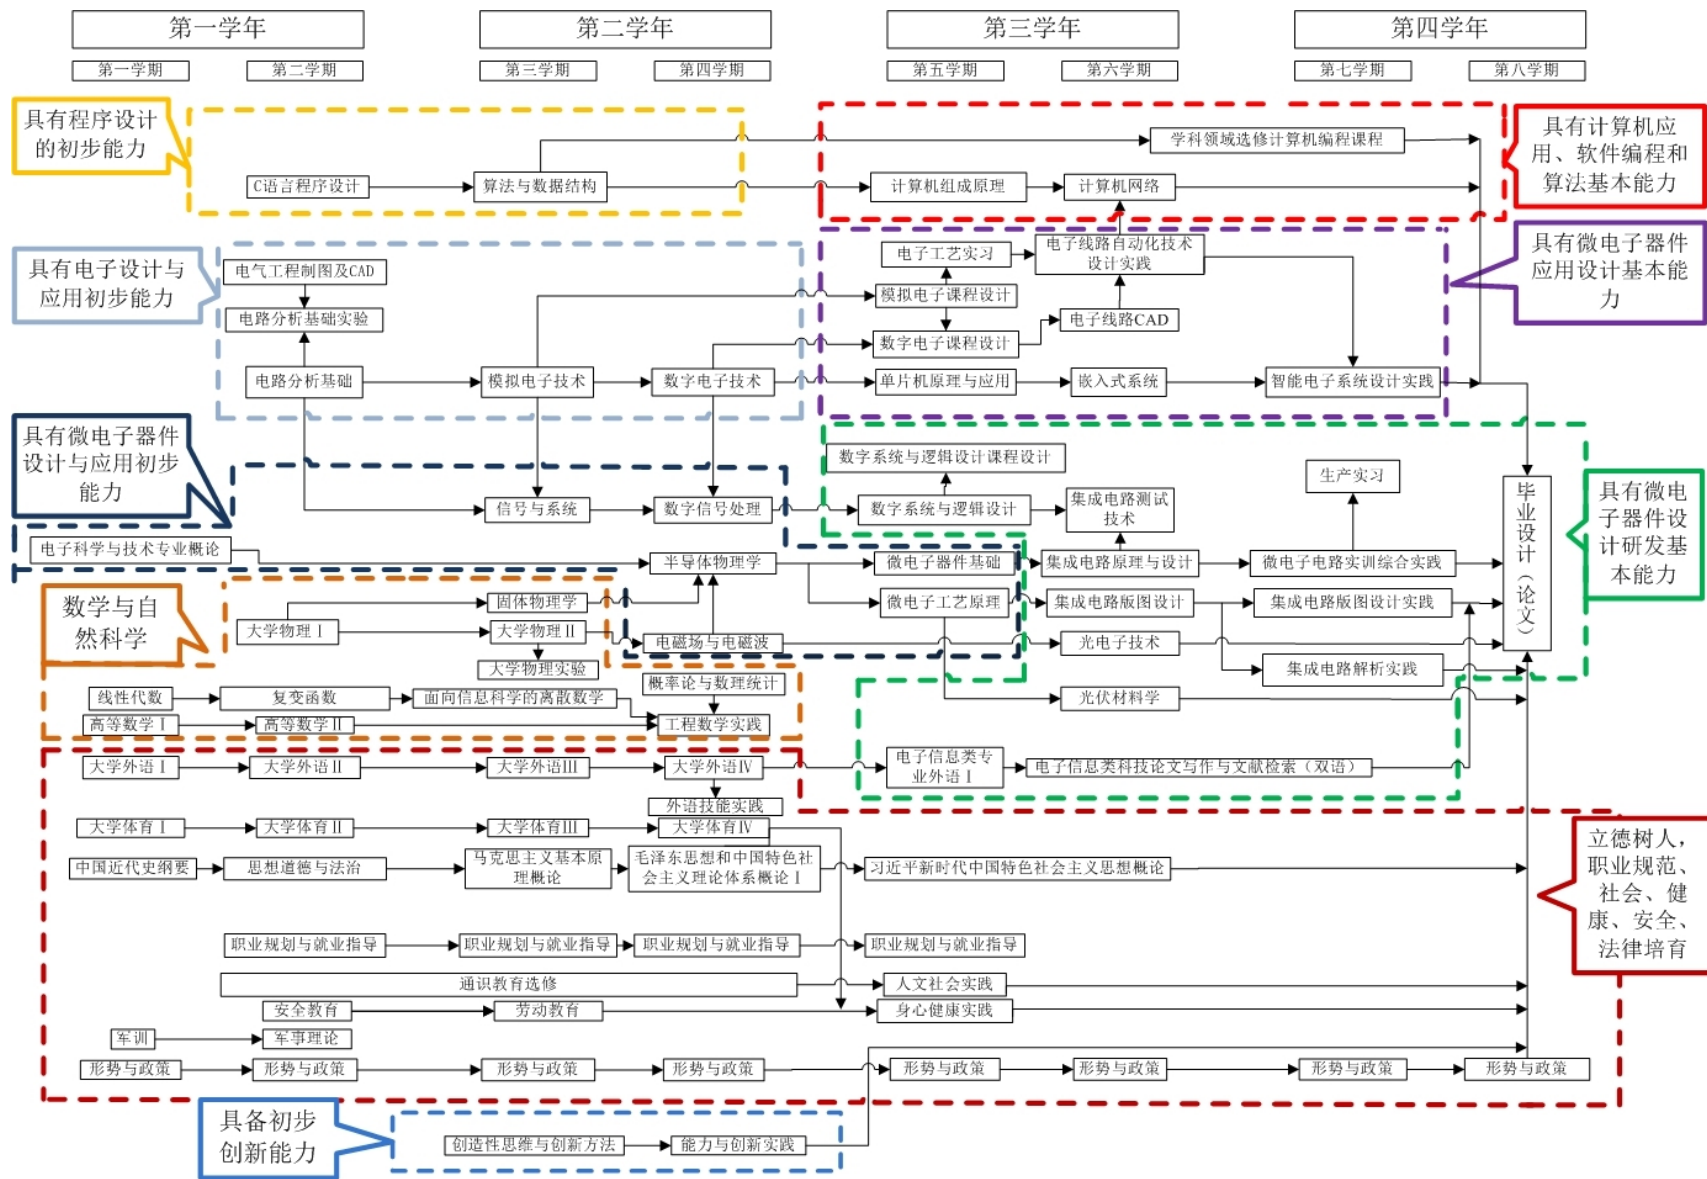 第一学年
第二学年
第三学年
第四学年
第一学期
第二学期
第三学期
第四学期
第五学期
第六学期
第七学期
第八学期
具有程序设计
的初步能力
学科领域选修计算机编程课程
C语言程序设计
算法与数据结构
计算机组成原理
计算机网络
具有计算机应
用、软件编程和
算法基本能力
具有电子设计与
应用初步能力
电气工程制图及CAD
电路分析基础实验
电路分析基础
模拟电子技术
数字电子技术
电子工艺实习
电子线路自动化技术
设计实践
模拟电子课程设计
电子线路CAD
数字电子课程设计
单片机原理与应用
嵌入式系统
智能电子系统设计实践
具有微电子器件
应用设计基本能
力
具有微电子器件
设计与应用初步
能力
信号与系统
数字信号处理
电子科学与技术专业概论
半导体物理学
微电子器件基础
微电子工艺原理
电磁场与电磁波
数字系统与逻辑设计课程设计
数字系统与逻辑设计
集成电路测试
技术
生产实习
集成电路原理与设计
微电子电路实训综合实践
集成电路版图设计
集成电路版图设计实践
光电子技术
集成电路解析实践
光伏材料学
毕业设计（论文）
具有微电
子器件设
计研发基
本能力
数学与自
然科学
固体物理学
大学物理Ⅰ
大学物理Ⅱ
大学物理实验
概率论与数理统计
线性代数
复变函数
面向信息科学的离散数学
高等数学Ⅰ
高等数学Ⅱ
工程数学实践
大学外语Ⅰ
大学外语Ⅱ
大学外语Ⅲ
大学外语Ⅳ
电子信息类专
业外语Ⅰ
电子信息类科技论文写作与文献检索（双语）
外语技能实践
大学体育Ⅰ
大学体育Ⅱ
大学体育Ⅲ
大学体育Ⅳ
中国近代史纲要
思想道德与法治
马克思主义基本原
理概论
毛泽东思想和中国特色社
会主义理论体系概论Ⅰ
习近平新时代中国特色社会主义思想概论
立德树人，
职业规范、
社会、健
康、安全、
法律培育
职业规划与就业指导
职业规划与就业指导
职业规划与就业指导
职业规划与就业指导
通识教育选修
人文社会实践
安全教育
劳动教育
身心健康实践
军训
军事理论
形势与政策
形势与政策
形势与政策
形势与政策
形势与政策
形势与政策
形势与政策
形势与政策
具备初步
创新能力
创造性思维与创新方法
能力与创新实践